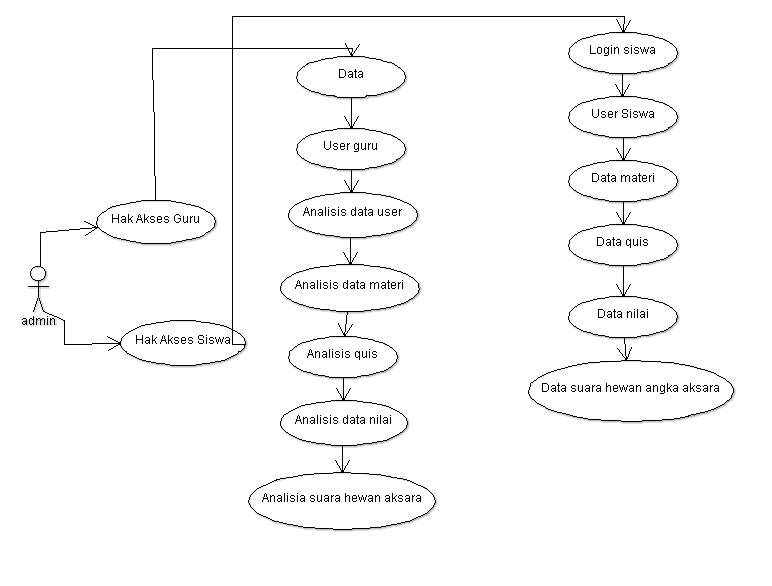 admin
Hak Akses Guru
Hak Akses Siswa
Data
User guru
Analisis data user
Analisis data materi
Analisis quis
Analisis data nilai
Analisia suara hewan aksara
Login siswa
User Siswa
Data materi
Data quis
Data nilai
Data suara hewan angka aksara